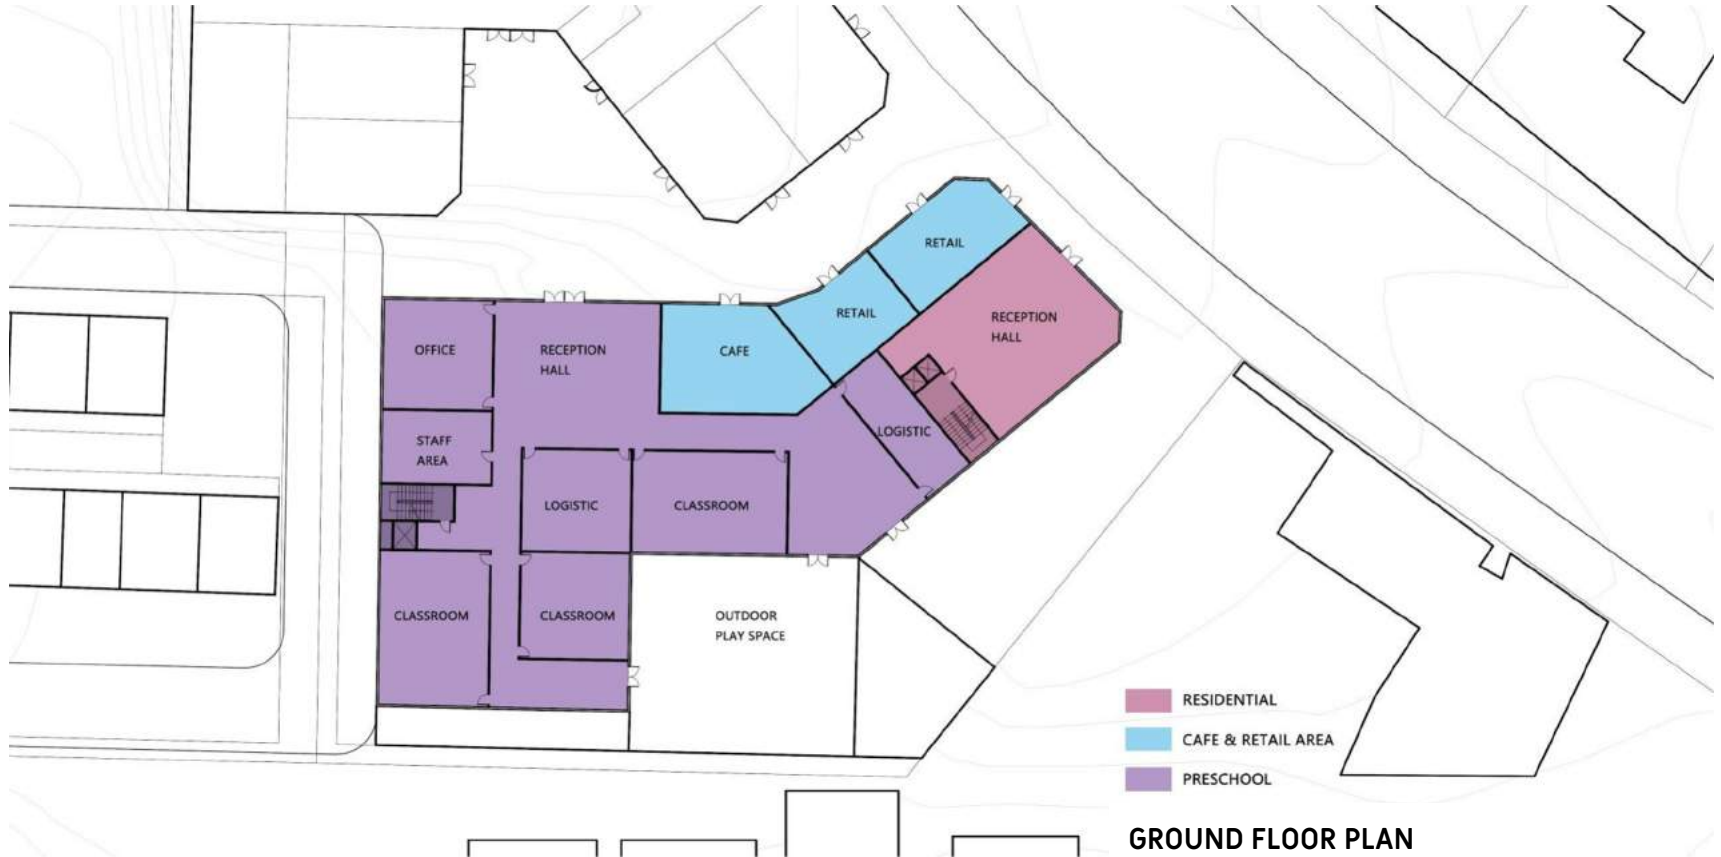 RETAIL
RETAIL
RECEPTION
HALL
OFFICE
RECEPTION
HALL
CAFE
STAFF
AREA
LOGISTIC
LOGISTIC
CLASSROOM
CLASSROOM
CLASSROOM
OUTDOOR
PLAY SPACE
RESIDENTIAL
CAFE & RETAIL AREA
PRESCHOOL
GROUND FLOOR PLAN